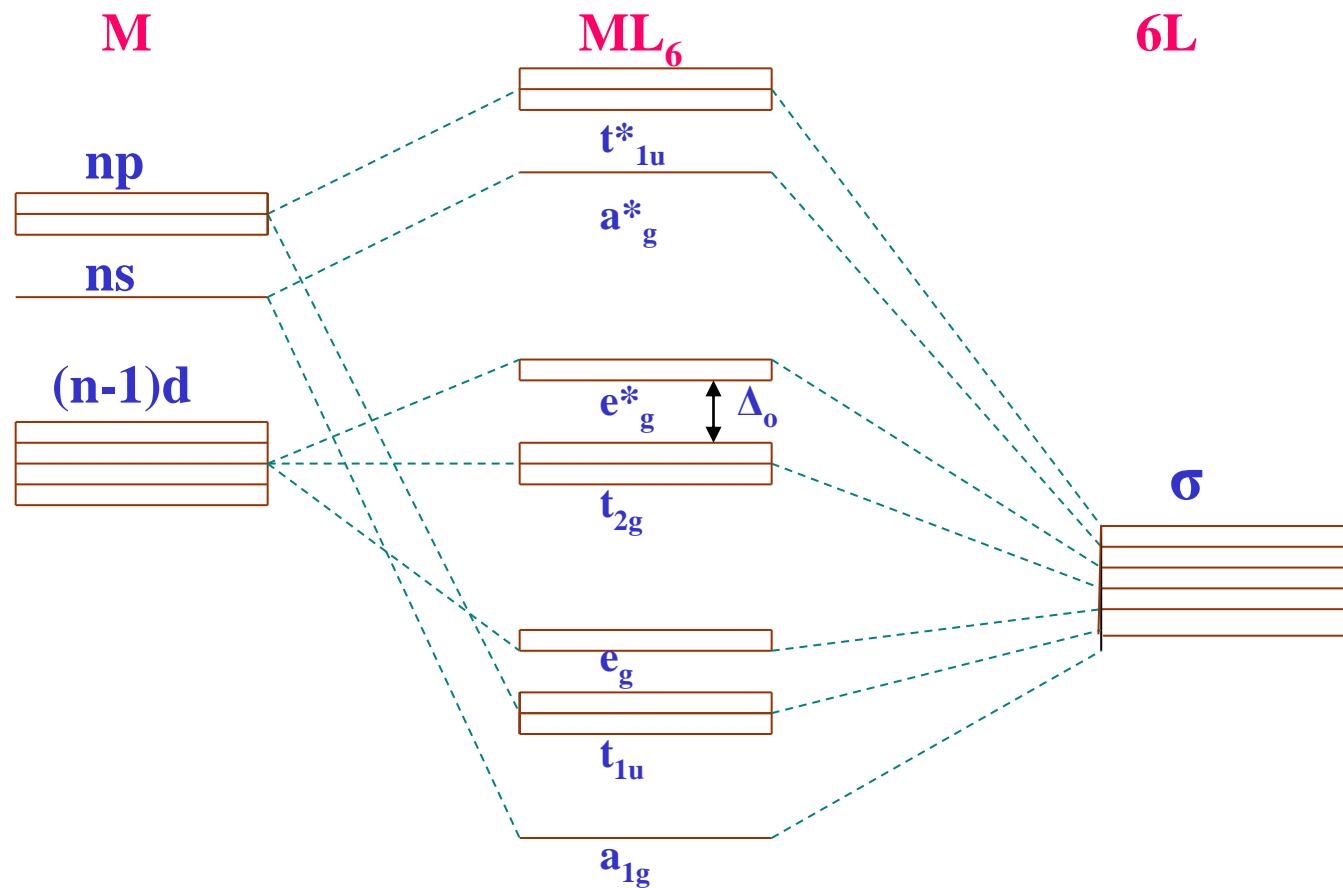 M ML₆ 6L
t*₁ᵤ
np
a*g
ns
(n-1)d
e*g Δₒ
σ
t₂g
eg
t₁ᵤ
a₁g